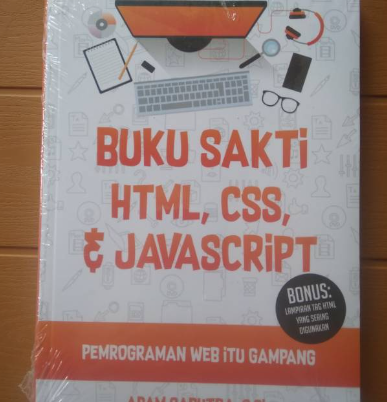 BUKU SAKTi
HTML, CSS,
& JAVASCRiPT
BONUS:
LAMPIRAN TAG HTML
YANG SERING
DIGUNAKAN
PEMROGRAMAN WEB iTU GAMPANG